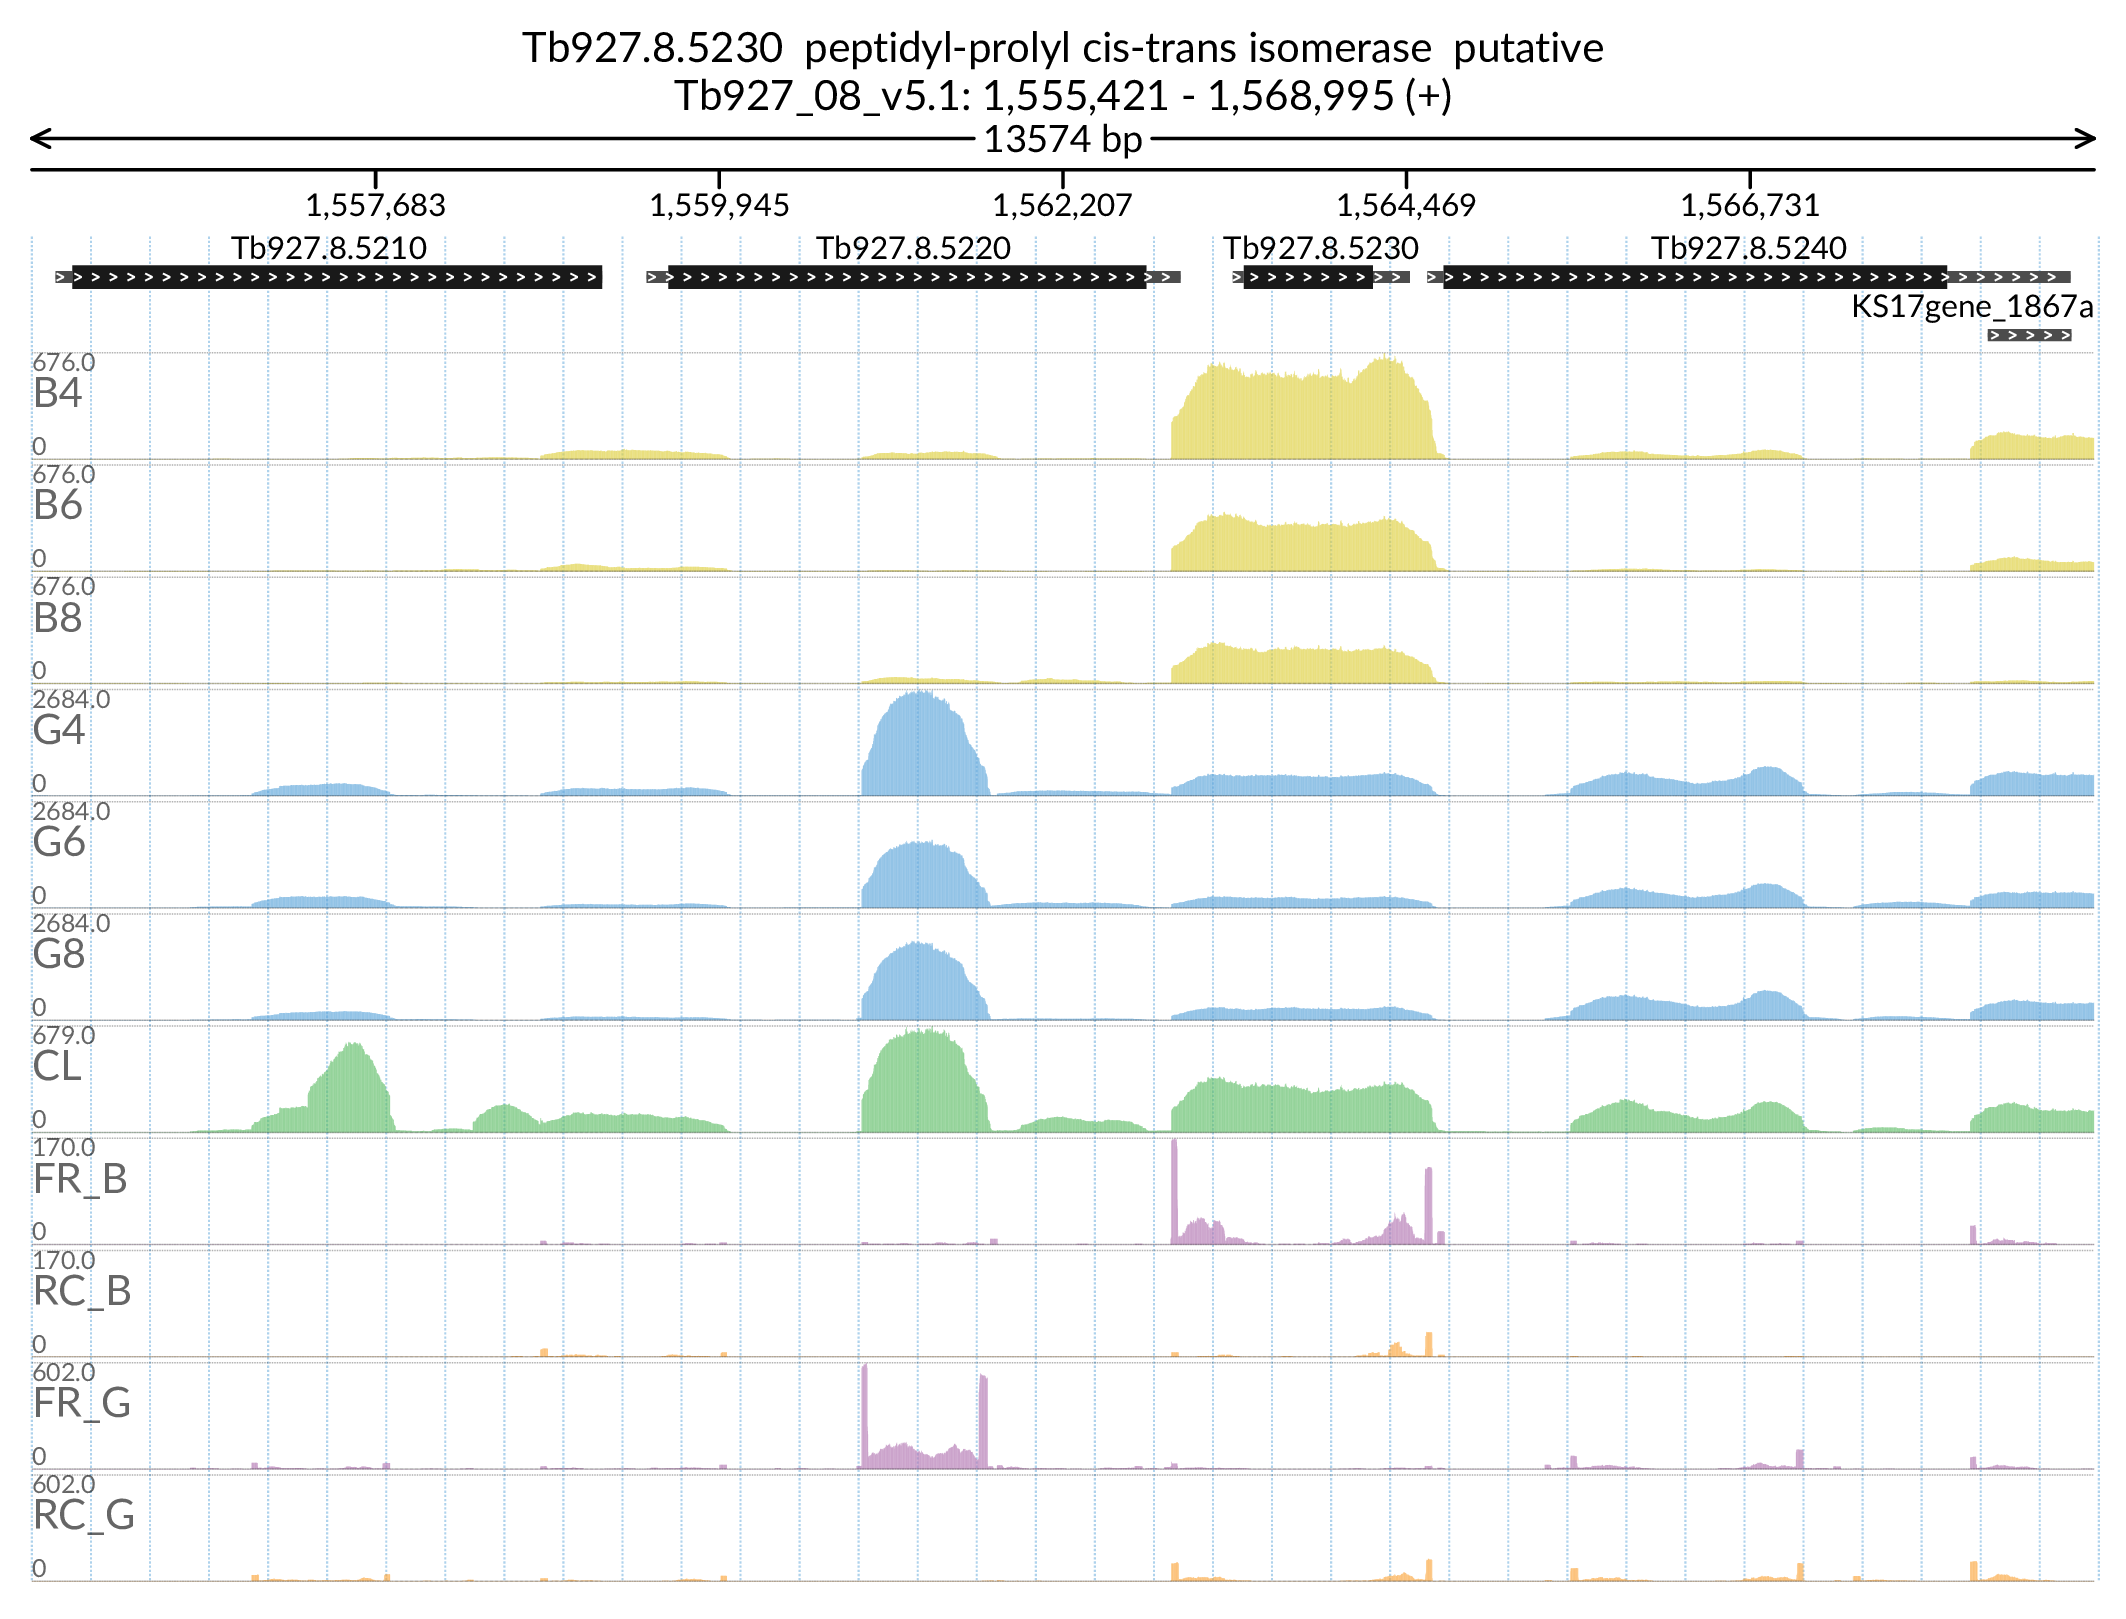 Tb927.8.5230  peptidyl-prolyl cis-trans isomerase  putative
Tb927_08_v5.1: 1,555,421 - 1,568,995 (+)
13574 bp
1,557,683 1,559,945 1,562,207 1,564,469 1,566,731
Tb927.8.5210 Tb927.8.5220 Tb927.8.5230 Tb927.8.5240
KS17gene_1867a
676.0
B4
0
676.0
B6
0
676.0
B8
0
2684.0
G4
0
2684.0
G6
0
2684.0
G8
0
679.0
CL
0
170.0
FR_B
0
170.0
RC_B
0
602.0
FR_G
0
602.0
RC_G
0